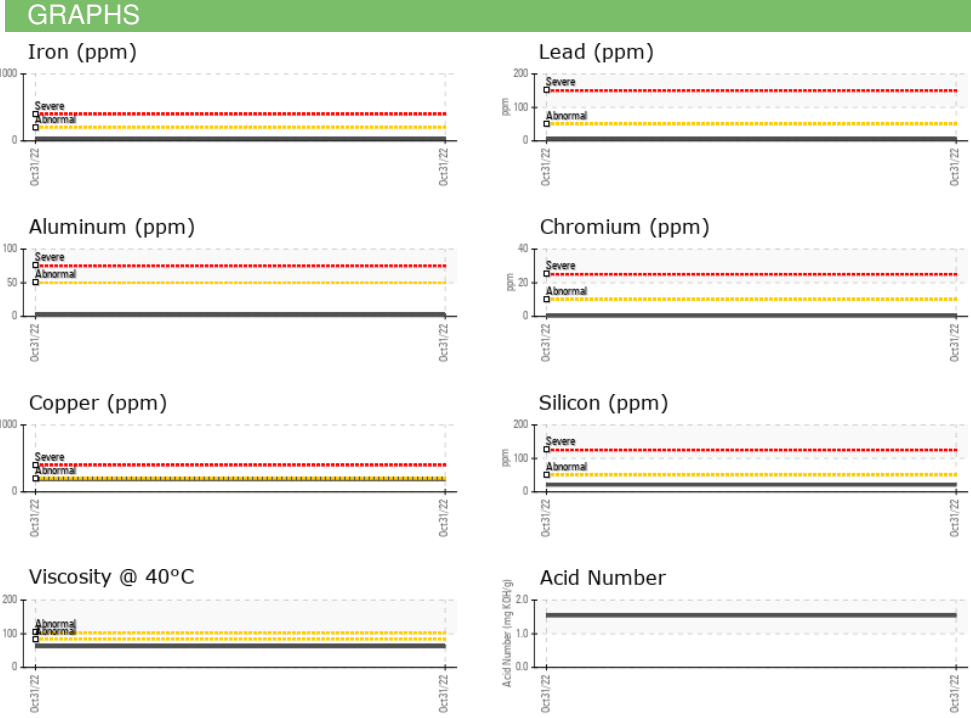 GRAPHS
Iron (ppm)
1000
Severe
Abnormal
0
Oct31/22
Oct31/22
Lead (ppm)
200
Severe
ppm
100
Abnormal
0
Oct31/22
Oct31/22
Aluminum (ppm)
100
Severe
Abnormal
50
0
Oct31/22
Oct31/22
Chromium (ppm)
40
Severe
ppm
20
Abnormal
0
Oct31/22
Oct31/22
Copper (ppm)
1000
Severe
Abnormal
0
Oct31/22
Oct31/22
Silicon (ppm)
200
Severe
ppm
100
Abnormal
0
Oct31/22
Oct31/22
Viscosity @ 40°C
200
Abnormal
100
Abnormal
0
Oct31/22
Oct31/22
Acid Number
Acid Number (mg KOH/g)
2.0
1.0
0.0
Oct31/22
Oct31/22